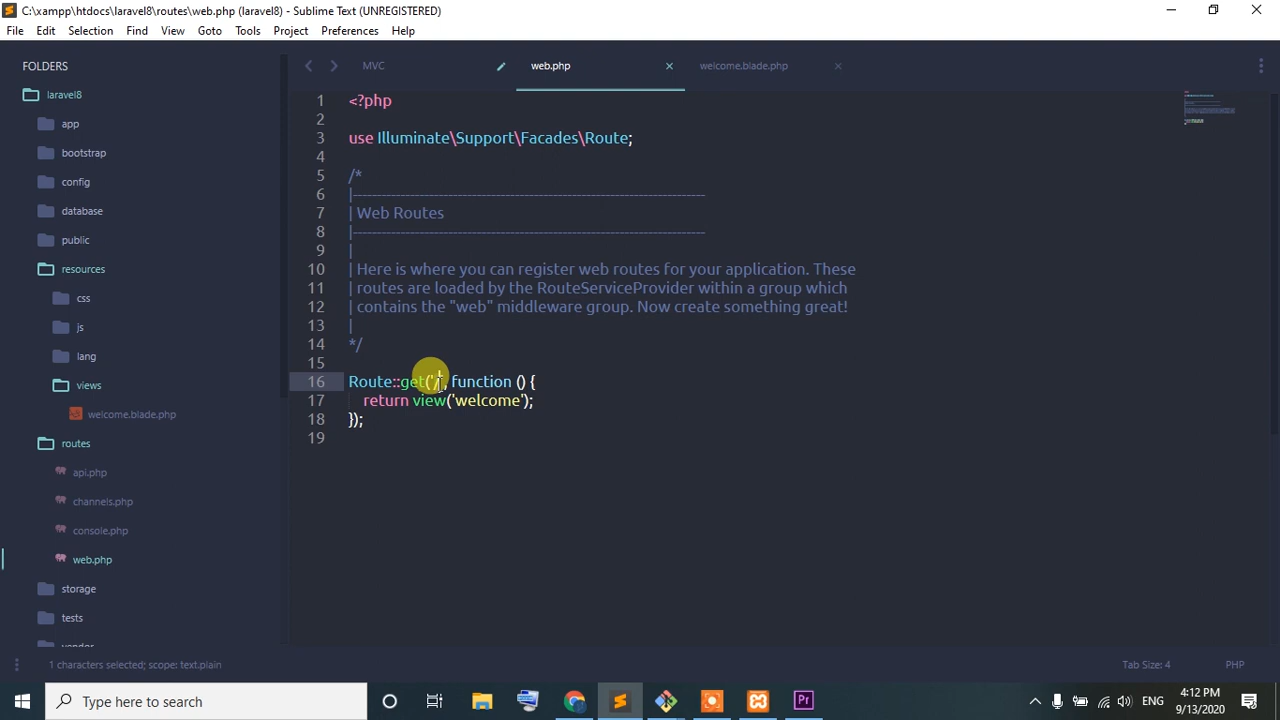 C:\xampp\htdocs\laravel8\routes\web.php (laravel8) - Sublime Text (UNREGISTERED)
File Edit Selection Find View Goto Tools Project Preferences Help
FOLDERS
laravel8
app
bootstrap
config
database
public
resources
css
js
lang
views
welcome.blade.php
routes
api.php
channels.php
console.php
web.php
storage
tests
vendor
MVC web.php welcome.blade.php
1 <?php
2
3 use Illuminate\Support\Facades\Route;
4
5 /*
6 |--------------------------------------------------------------------------
7 | Web Routes
8 |--------------------------------------------------------------------------
9 |
10 | Here is where you can register web routes for your application. These
11 | routes are loaded by the RouteServiceProvider within a group which
12 | contains the "web" middleware group. Now create something great!
13 |
14 */
15
16 Route::get('/', function () {
17 return view('welcome');
18 });
19
1 characters selected; scope: text.plain Tab Size: 4 PHP
Type here to search
Pr
ENG
4:12 PM
9/13/2020